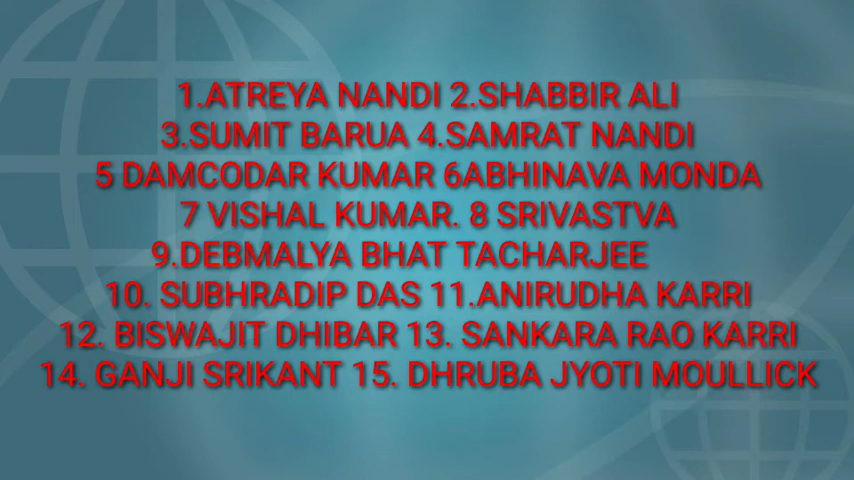 1.ATREYA NANDI 2.SHABBIR ALI
3.SUMIT BARUA 4.SAMRAT NANDI
5 DAMCODAR KUMAR 6ABHINAVA MONDA
7 VISHAL KUMAR. 8 SRIVASTVA
9.DEBMALYA BHAT TACHARJEE
10. SUBHRADIP DAS 11.ANIRUDHA KARRI
12. BISWAJIT DHIBAR 13. SANKARA RAO KARRI
14. GANJI SRIKANT 15. DHRUBA JYOTI MOULLICK